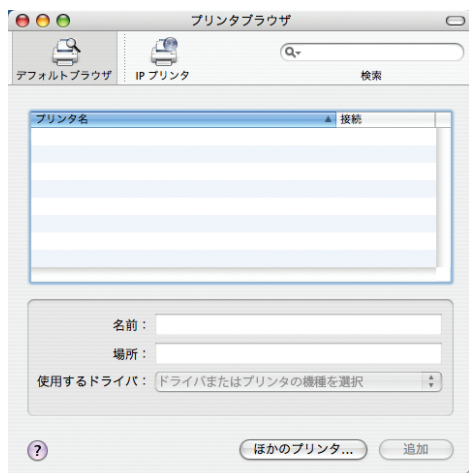 プリンタブラウザ
デフォルトブラウザ IP プリンタ 検索
プリンタ名 接続
名前：
場所：
使用するドライバ： ドライバまたはプリンタの機種を選択
? ほかのプリンタ... 追加